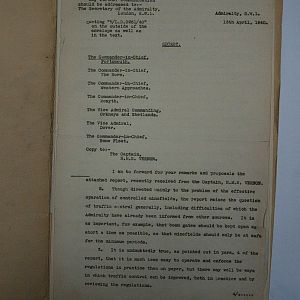 should be addressed to:-
The Secretary of the Admiralty,
London, S.W.1.
Admiralty, S.W.1.
quoting
13th April, 1940.
on the outside of the
envelope as well as
in the text.
SECRET.
The Commander-in-Chief,
Portsmouth.
The Commander-in-Chief,
The Nore.
The Commander-in-Chief,
Western Approaches.
The Commander-in-Chief,
Rosyth.
The Vice Admiral Commanding,
Orkneys and Shetlands.
The Vice Admiral,
Dover.
The Commander-in-Chief,
Home Fleet.
Copy to:-
The Captain,
H.M.S. VERNON.
I am to forward for your remarks and proposals the
attached report, recently received from the Captain, H.M.S. VERNON.
2. Though directed mainly to the problem of the effective
operation of controlled minefields, the report raises the question
of traffic control generally, including difficulties of which the
Admiralty have already been informed from other sources. It is
as important, for example, that boom gates should be kept open as
short a time as possible, as that minefields should only be at safe
for the minimum periods.
It is undoubtedly true, as pointed out in para. 4 of the
report, that it is much less easy to operate and enforce the
regulations in practice than on paper, but there may well be ways
in which traffic control can be improved, both in practice and by
reviewing the regulations.